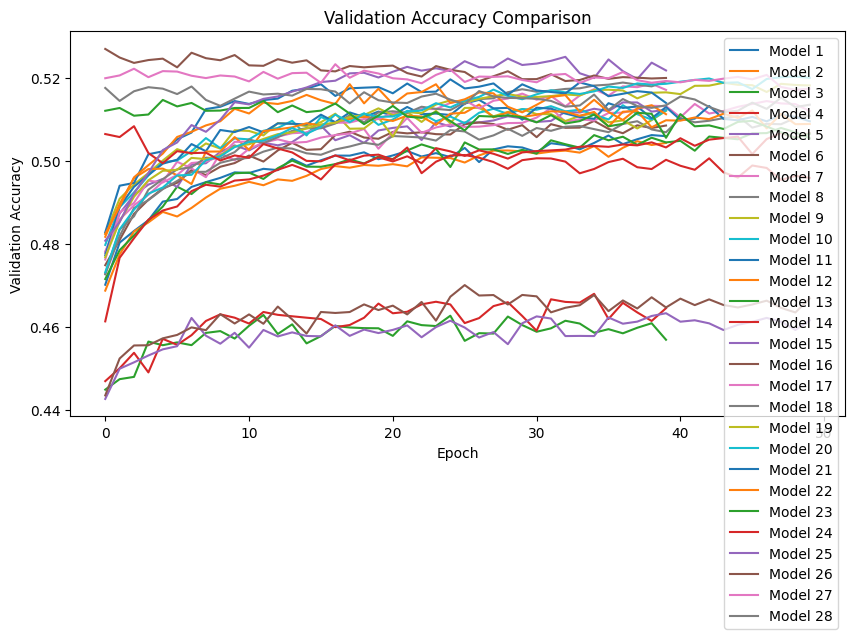 Validation Accuracy Comparison
Validation Accuracy
0.52
0.50
0.48
0.46
0.44
0
10
20
30
40
50
Epoch
Model 1
Model 2
Model 3
Model 4
Model 5
Model 6
Model 7
Model 8
Model 9
Model 10
Model 11
Model 12
Model 13
Model 14
Model 15
Model 16
Model 17
Model 18
Model 19
Model 20
Model 21
Model 22
Model 23
Model 24
Model 25
Model 26
Model 27
Model 28